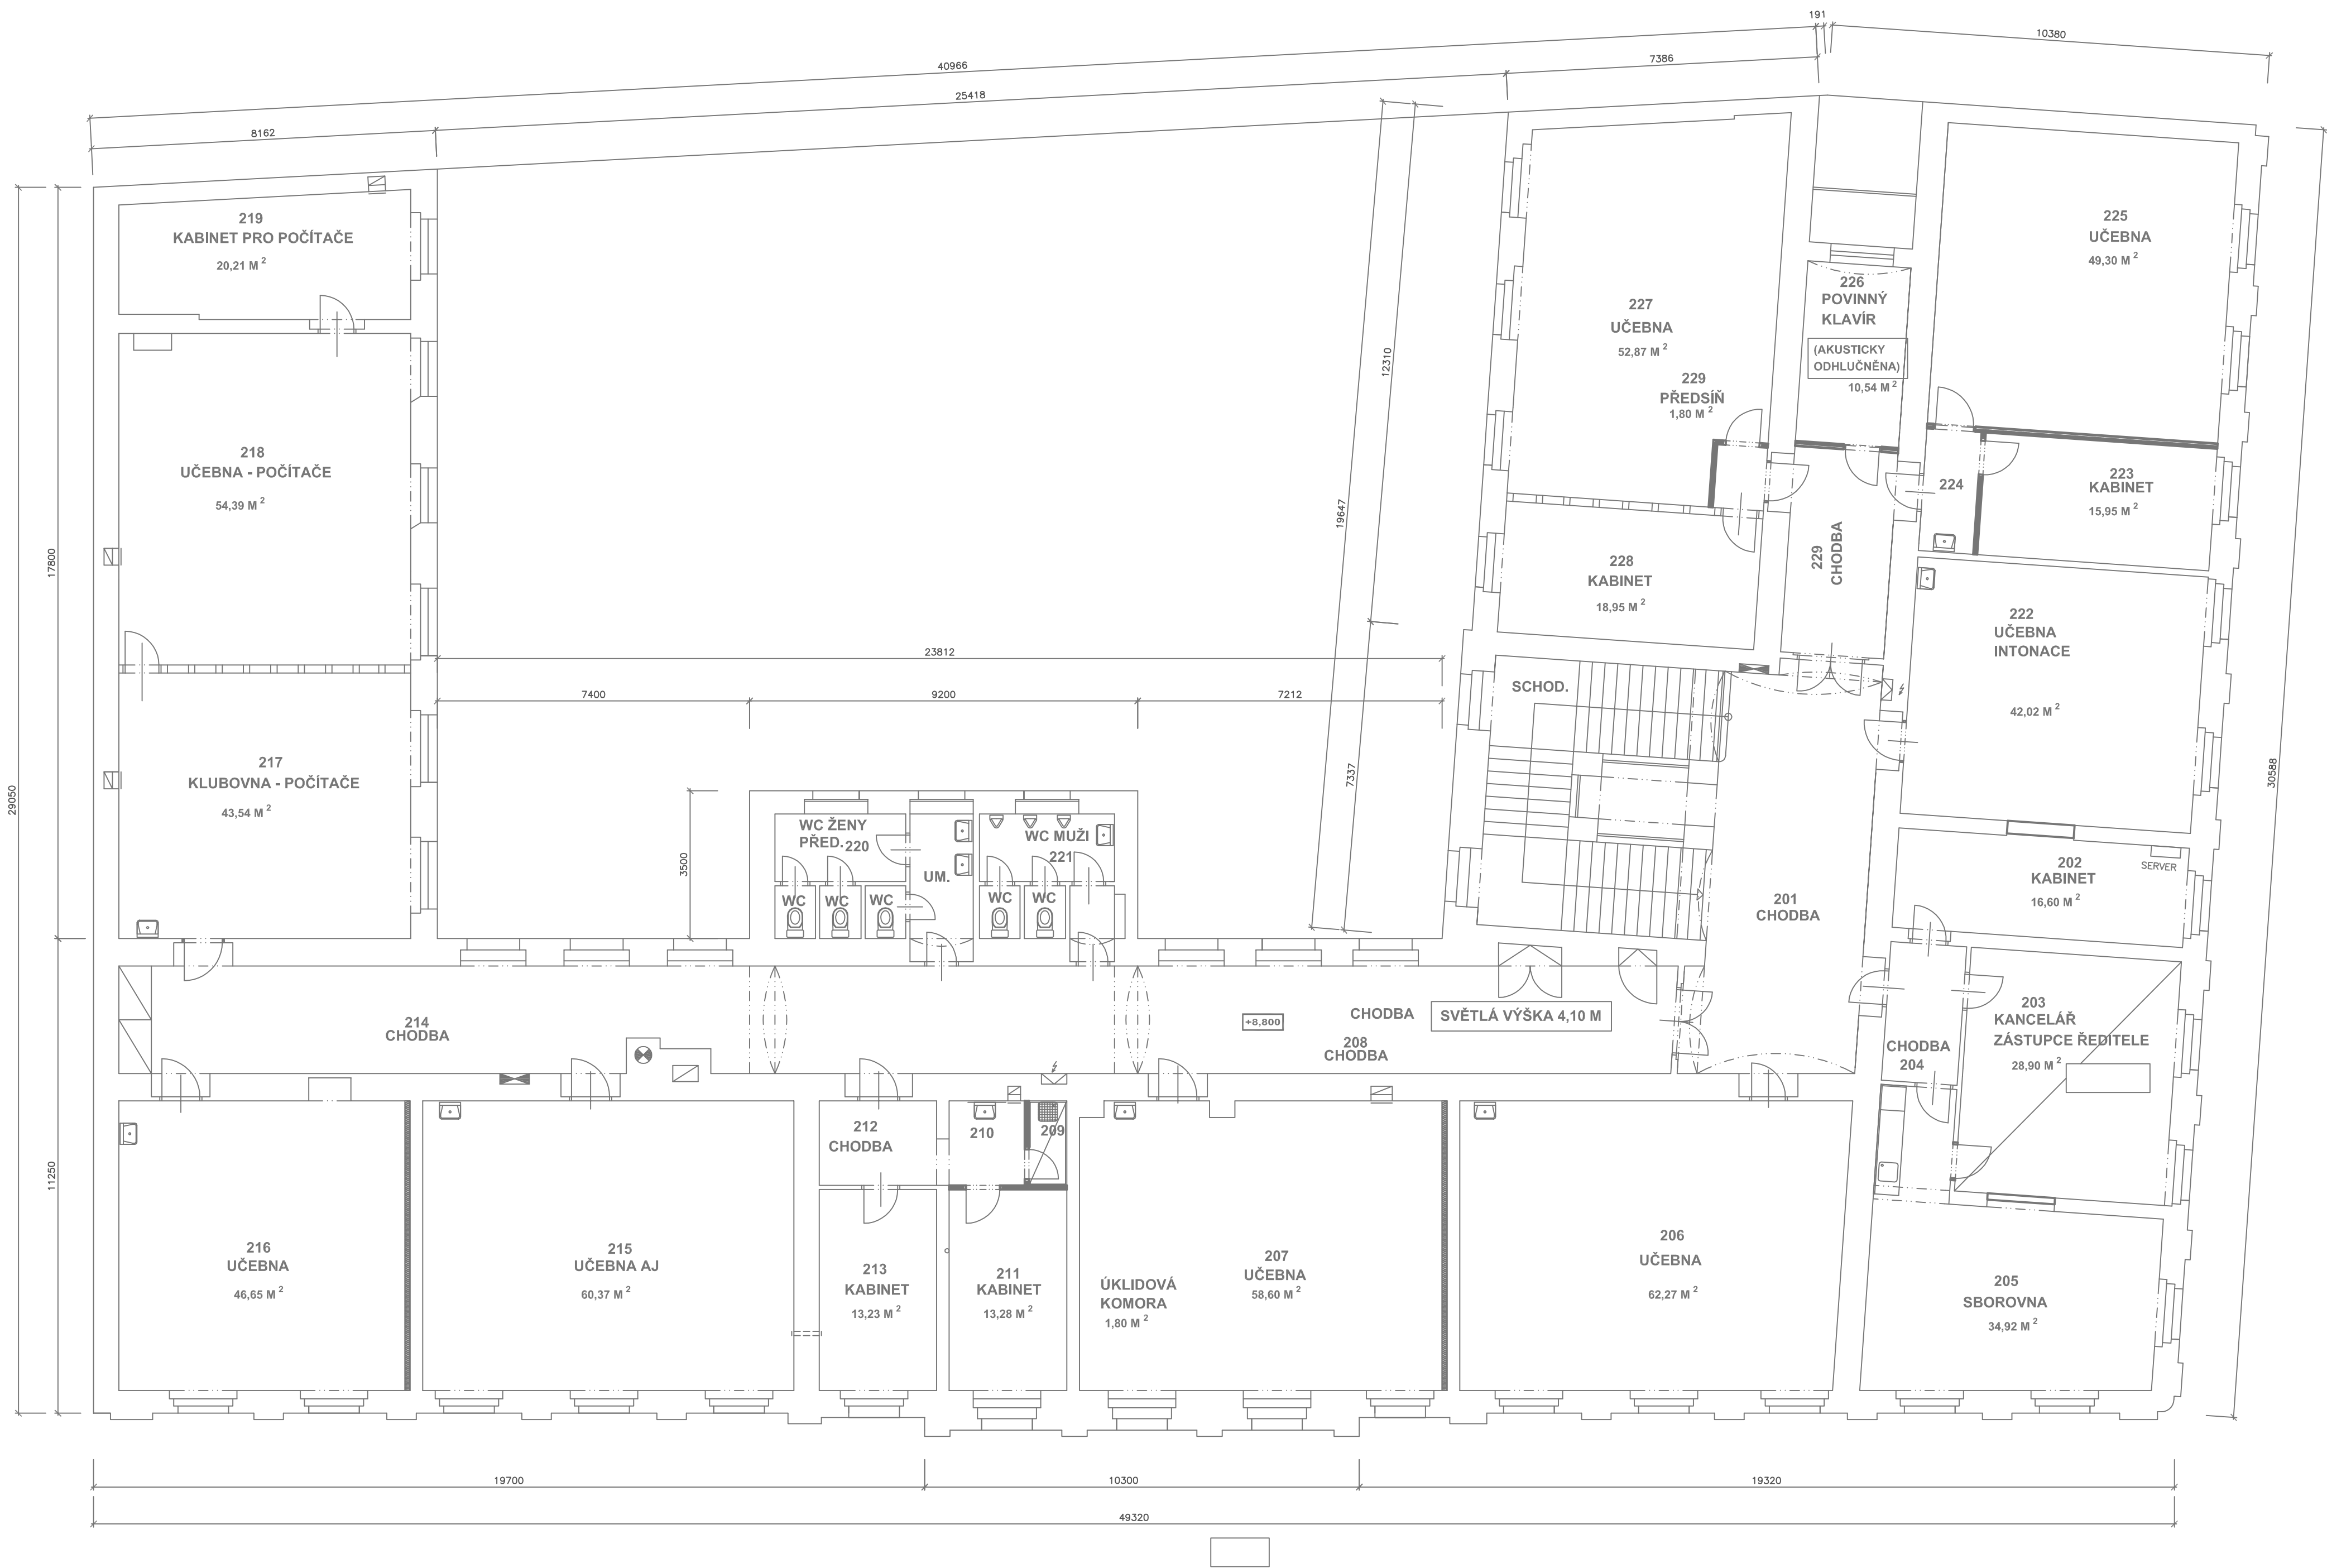 191
10380
40966
7386
25418
8162
219
KABINET PRO POČÍTAČE
20,21 M 2
225
UČEBNA
49,30 M 2
226
POVINNÝ
KLAVÍR
(AKUSTICKY
ODHLUČNĚNA)
10,54 M 2
227
UČEBNA
52,87 M 2
229
PŘEDSÍŇ
1,80 M 2
12310
218
UČEBNA - POČÍTAČE
54,39 M 2
223
KABINET
15,95 M 2
224
19647
17800
229
CHODBA
228
KABINET
18,95 M 2
222
UČEBNA
INTONACE
42,02 M 2
23812
7400
9200
7212
SCHOD.
217
KLUBOVNA - POČÍTAČE
43,54 M 2
29050
7337
30588
3500
WC ŽENY
PŘED. 220
WC MUŽI
221
UM.
WC
WC
WC
WC
WC
202
KABINET
16,60 M 2
SERVER
201
CHODBA
214
CHODBA
+8,800
CHODBA
SVĚTLÁ VÝŠKA 4,10 M
208
CHODBA
203
KANCELÁŘ
ZÁSTUPCE ŘEDITELE
28,90 M 2
CHODBA
204
212
CHODBA
210
209
11250
216
UČEBNA
46,65 M 2
215
UČEBNA AJ
60,37 M 2
213
KABINET
13,23 M 2
211
KABINET
13,28 M 2
ÚKLIDOVÁ
KOMORA
1,80 M 2
207
UČEBNA
58,60 M 2
206
UČEBNA
62,27 M 2
205
SBOROVNA
34,92 M 2
19700
10300
19320
49320